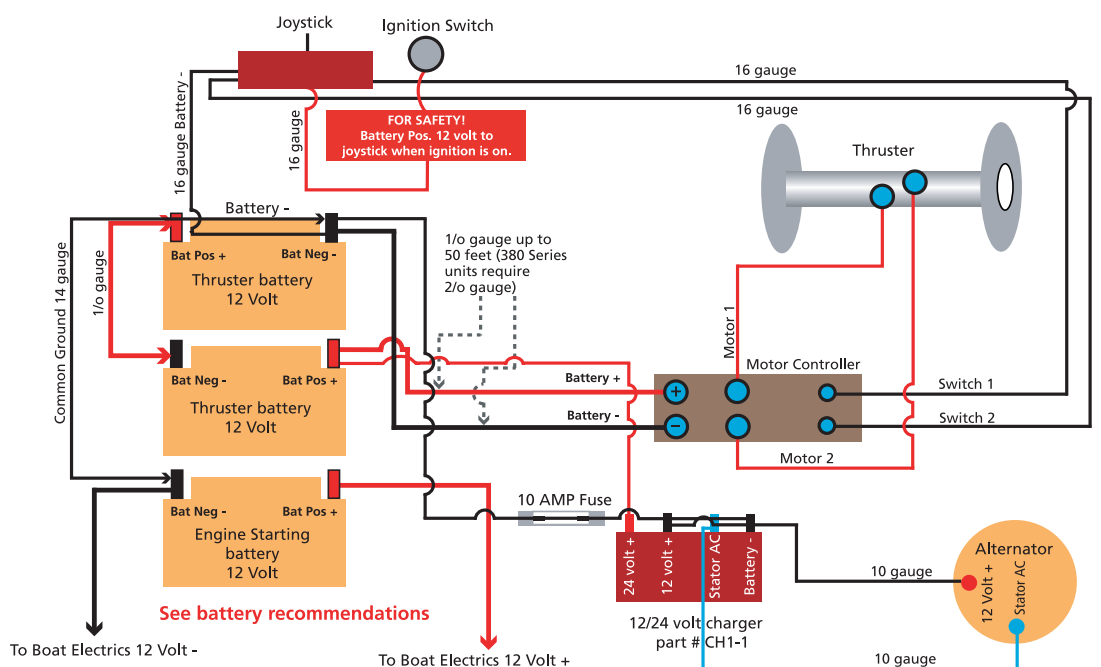 Joystick
Ignition Switch
16 gauge
16 gauge
16 gauge Battery -
16 gauge
FOR SAFETY!
Battery Pos. 12 volt to
joystick when ignition is on.
Thruster
Battery -
Bat Pos +
Bat Neg -
Thruster battery
12 Volt
1/o gauge up to
50 feet (380 Series
units require
2/o gauge)
Common Ground 14 gauge
1/o gauge
Bat Neg -
Bat Pos +
Thruster battery
12 Volt
Battery +
Battery -
+
−
Motor 1
Motor Controller
Switch 1
Switch 2
Motor 2
Bat Neg -
Bat Pos +
Engine Starting
battery
12 Volt
10 AMP Fuse
24 volt +
12 volt +
Stator AC
Battery -
12/24 volt charger
part # CH1-1
10 gauge
Alternator
12 Volt +
Stator AC
10 gauge
See battery recommendations
To Boat Electrics 12 Volt -
To Boat Electrics 12 Volt +